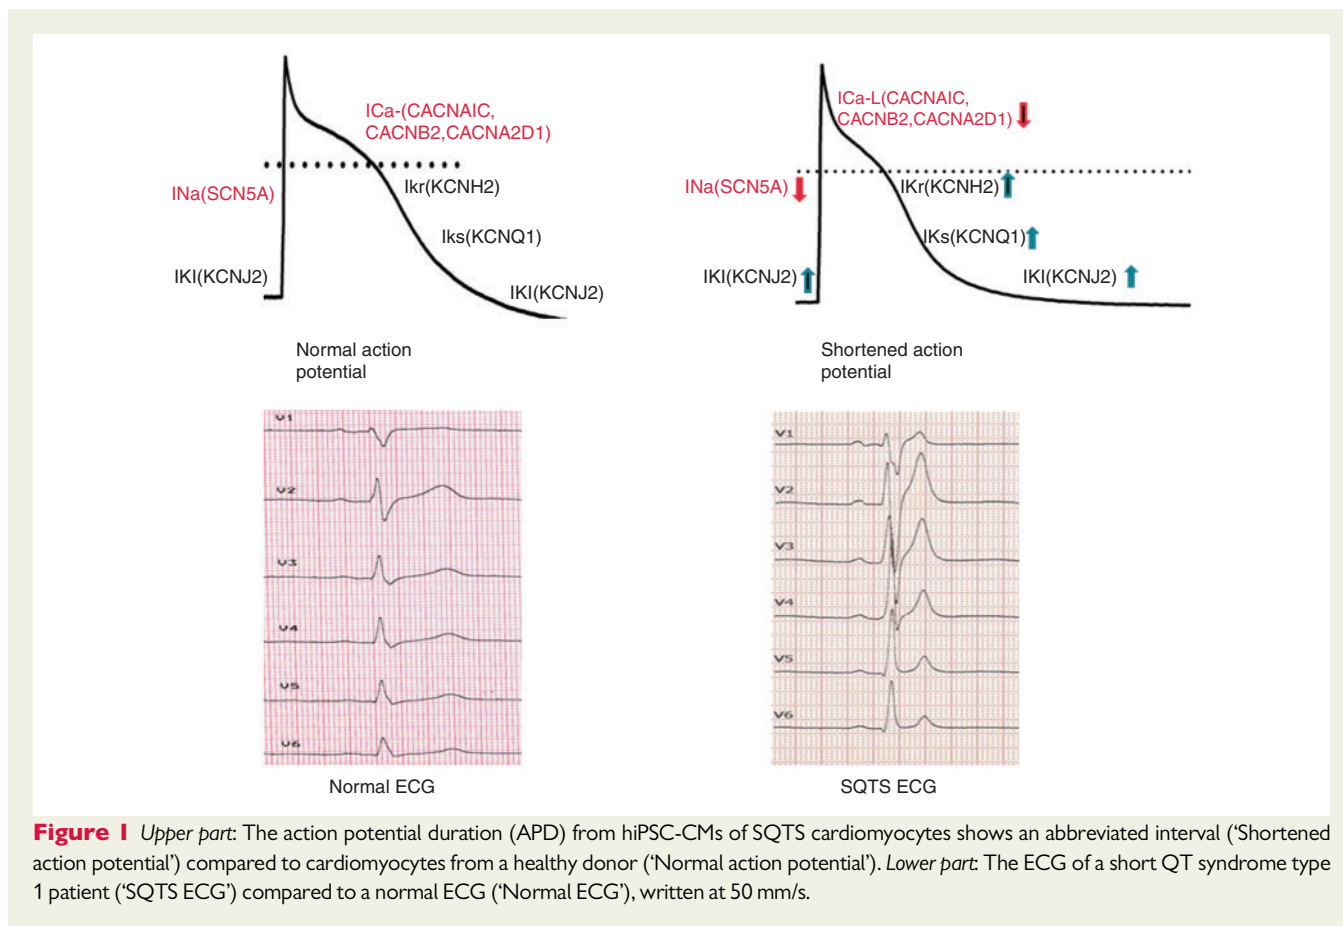 ICa-(CACNAIC,
CACNB2,CACNA2D1)
INa(SCN5A)
Ikr(KCNH2)
Iks(KCNQ1)
IKI(KCNJ2)
IKI(KCNJ2)
Normal action
potential
ICa-L(CACNAIC,
CACNB2,CACNA2D1)
INa(SCN5A)
IKr(KCNH2)
IKs(KCNQ1)
IKI(KCNJ2)
IKI(KCNJ2)
Shortened action
potential
V1
V2
V3
V4
V5
V6
Normal ECG
V1
V2
V3
V4
V5
V6
SQTS ECG
Figure 1 Upper part: The action potential duration (APD) from hiPSC-CMs of SQTS cardiomyocytes shows an abbreviated interval (‘Shortened
action potential’) compared to cardiomyocytes from a healthy donor (‘Normal action potential’). Lower part: The ECG of a short QT syndrome type
1 patient (‘SQTS ECG’) compared to a normal ECG (‘Normal ECG’), written at 50 mm/s.